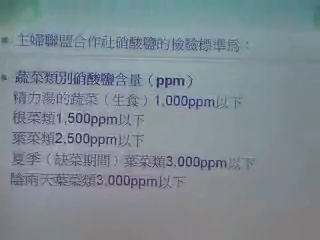 主婦聯盟合作社硝酸鹽的檢驗標準為：
蔬菜類別硝酸鹽含量（ppm）
精力湯的蔬菜（生食）1,000ppm以下
根菜類1,500ppm以下
葉菜類2,500ppm以下
夏季（缺菜期間）葉菜類3,000ppm以下
陰雨天葉菜類3,000ppm以下